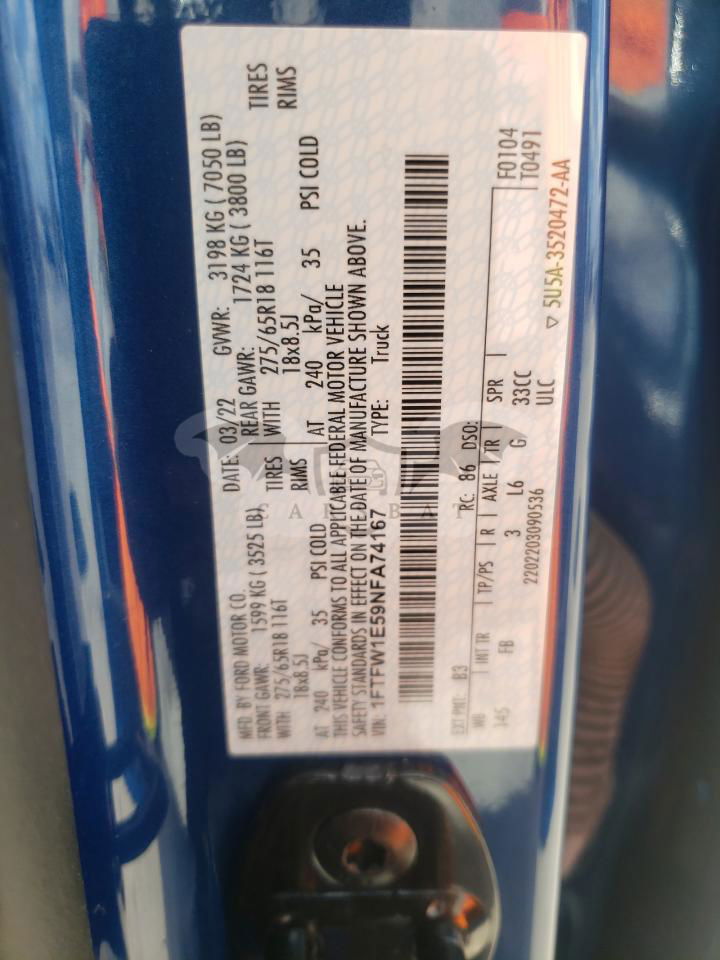 MFD. BY FORD MOTOR CO.
DATE: 03/22 GVWR: 3198 KG ( 7050 LB)
FRONT GAWR: 1599 KG ( 3525 LB) REAR GAWR: 1724 KG ( 3800 LB)
WITH 275/65R18 116T TIRES WITH 275/65R18 116T TIRES
18x8.5J RIMS 18x8.5J RIMS
AT 240 kPa/ 35 PSI COLD AT 240 kPa/ 35 PSI COLD
THIS VEHICLE CONFORMS TO ALL APPLICABLE FEDERAL MOTOR VEHICLE
SAFETY STANDARDS IN EFFECT ON THE DATE OF MANUFACTURE SHOWN ABOVE.
VIN: 1FTFW1E59NFA74167 TYPE: Truck
EXT PNT: B3 RC: 86 DSO: F0104
WB INT TR TP/PS R AXLE TR SPR T0491
145 FB 3 L6 G 33CC
ULC
2202203090536
▽ 5U5A-3520472-AA
CARBAT